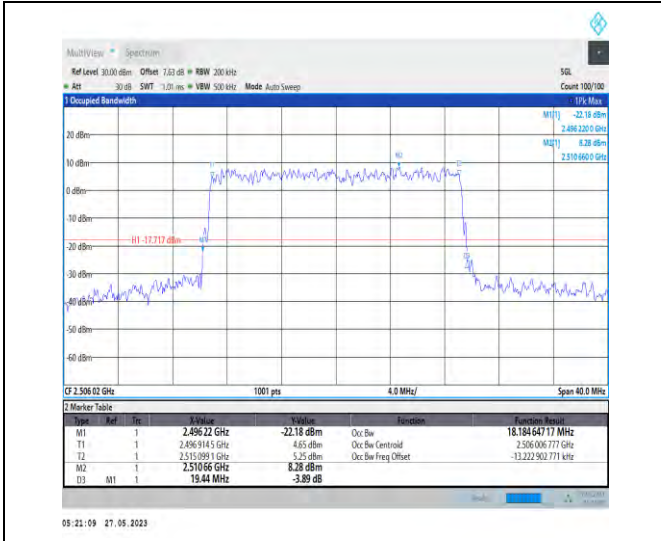 MultiView Spectrum
Ref Level 30.00 dBm Offset 7.63 dB RBW 200 kHz SGL
Att 30 dB SWT 1.01 ms VBW 500 kHz Mode Auto Sweep Count 100/100
1 Occupied Bandwidth 1Pk Max
M1[1] -22.18 dBm
2.496 220 0 GHz
M2[1] 8.28 dBm
2.510 660 0 GHz
20 dBm
M2
T1
T2
10 dBm
0 dBm
-10 dBm
H1 -17.717 dBm
M1
-20 dBm
D3
-30 dBm
-40 dBm
-50 dBm
-60 dBm
CF 2.506 02 GHz 1001 pts 4.0 MHz/ Span 40.0 MHz
2 Marker Table
Type Ref Trc X-Value Y-Value Function Function Result
M1 1 2.496 22 GHz -22.18 dBm Occ Bw 18.184 647 17 MHz
T1 1 2.496 914 5 GHz 4.65 dBm Occ Bw Centroid 2.506 006 777 GHz
T2 1 2.515 099 1 GHz 5.25 dBm Occ Bw Freq Offset -13.222 902 771 kHz
M2 1 2.510 66 GHz 8.28 dBm
D3 M1 1 19.44 MHz -3.89 dB
05:21:09 27.05.2023